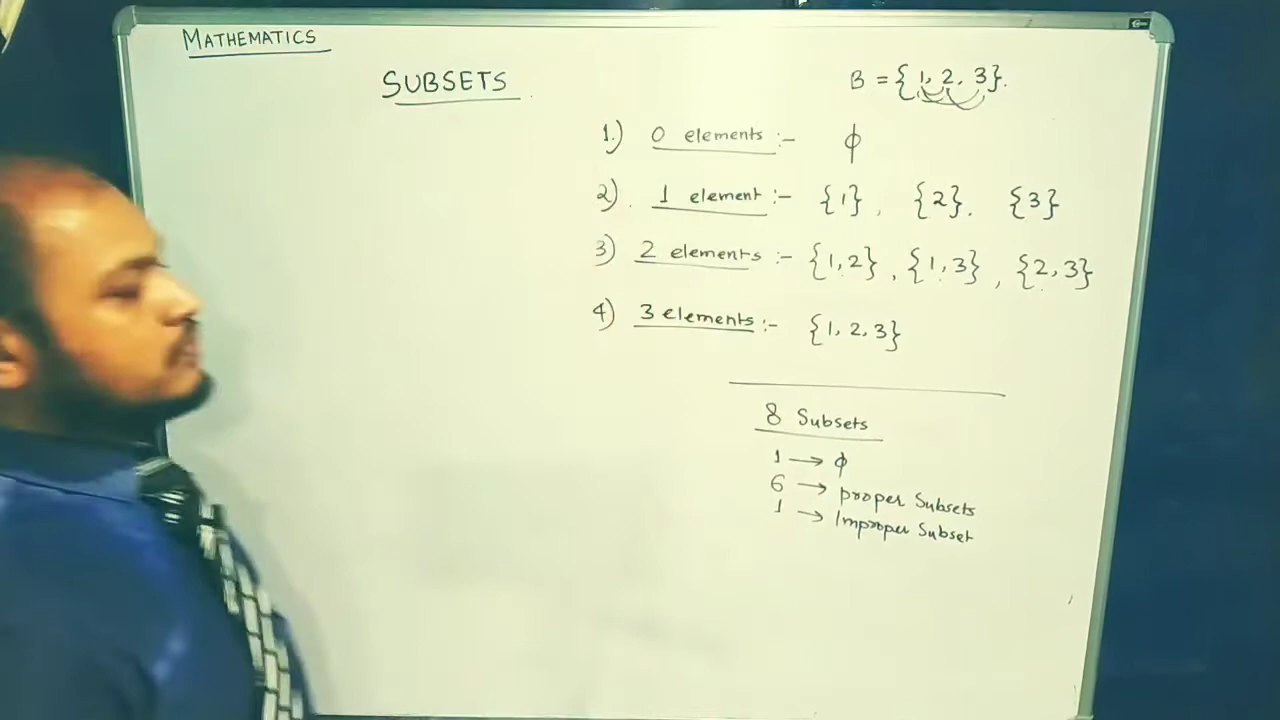 MATHEMATICS
SUBSETS
B = {1, 2, 3}.
1.) 0 elements :- ϕ
2). 1 element :- {1}, {2}. {3}
3) 2 elements :- {1,2}, {1,3}, {2,3}
4) 3 elements :- {1, 2, 3}
8 Subsets
1 → ϕ
6 → proper Subsets
1 → Improper Subset